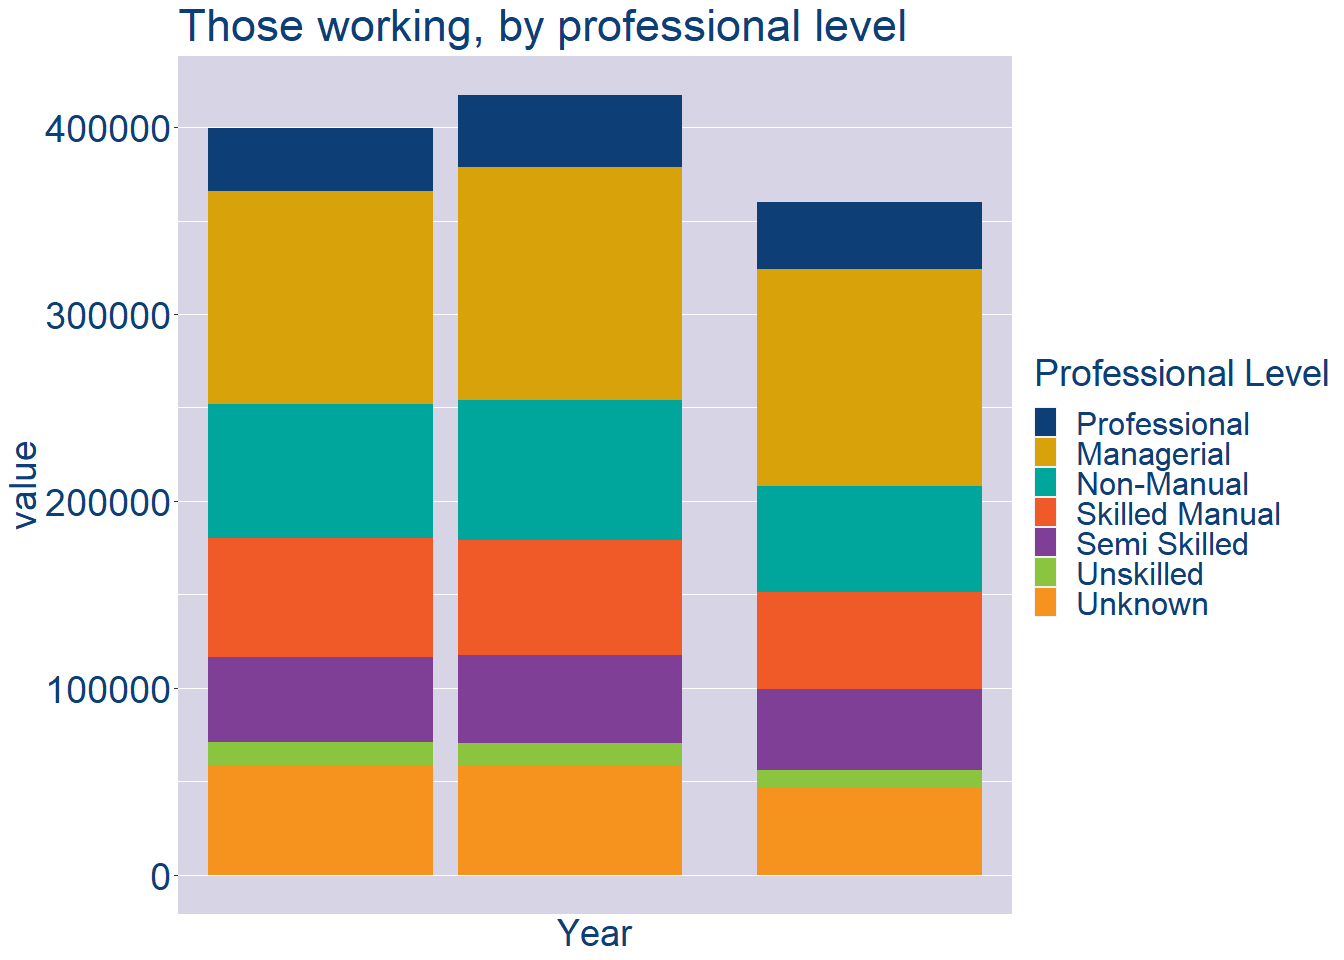 Those working, by professional level
400000
300000
200000
100000
0
value
Year
Professional Level
Professional
Managerial
Non-Manual
Skilled Manual
Semi Skilled
Unskilled
Unknown